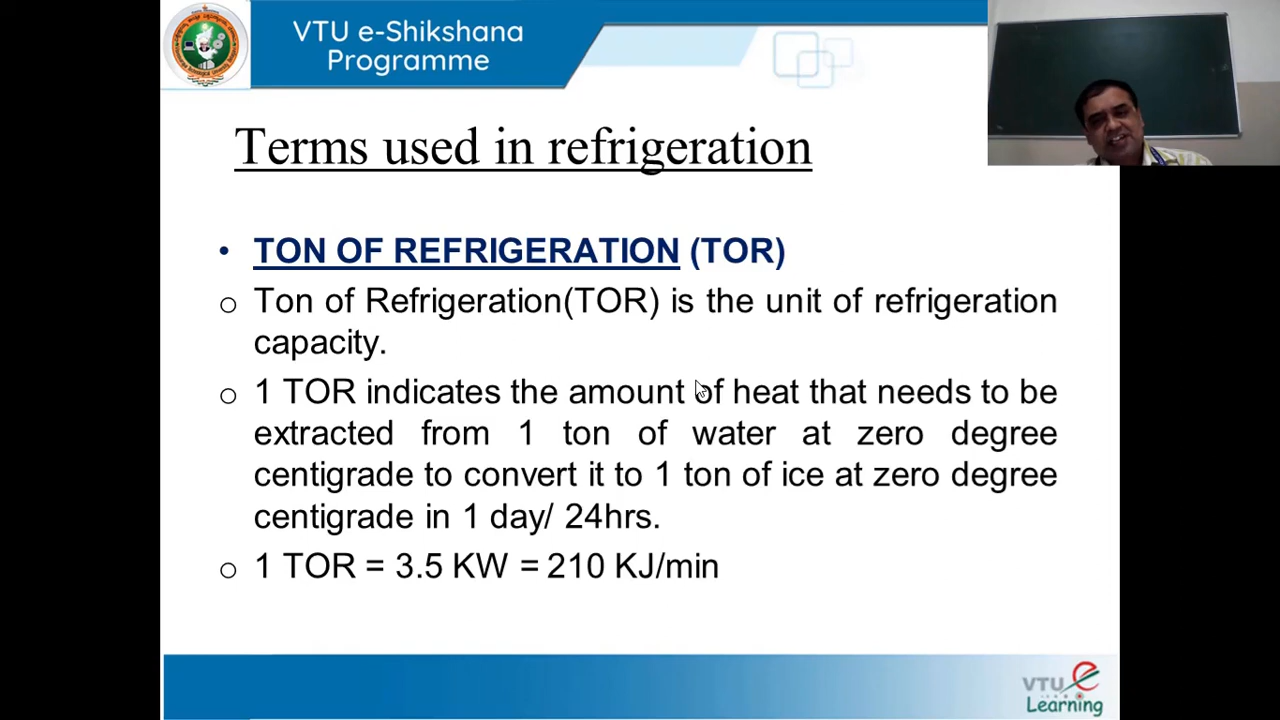 VTU e-Shikshana
Programme
Terms used in refrigeration
• TON OF REFRIGERATION (TOR)
o Ton of Refrigeration(TOR) is the unit of refrigeration
capacity.
o 1 TOR indicates the amount of heat that needs to be
extracted from 1 ton of water at zero degree
centigrade to convert it to 1 ton of ice at zero degree
centigrade in 1 day/ 24hrs.
o 1 TOR = 3.5 KW = 210 KJ/min
VTU e
Learning